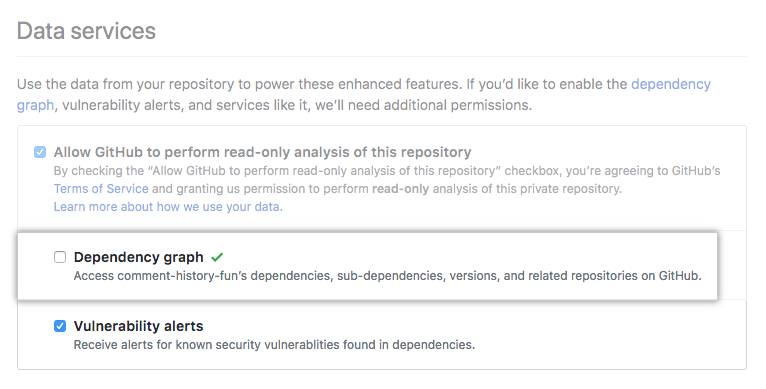 Data services
Use the data from your repository to power these enhanced features. If you’d like to enable the dependency
graph, vulnerability alerts, and services like it, we’ll need additional permissions.
Allow GitHub to perform read-only analysis of this repository
By checking the “Allow GitHub to perform read-only analysis of this repository” checkbox, you’re agreeing to GitHub’s
Terms of Service and granting us permission to perform read-only analysis of this private repository.
Learn more about how we use your data.
Dependency graph
Access comment-history-fun’s dependencies, sub-dependencies, versions, and related repositories on GitHub.
Vulnerability alerts
Receive alerts for known security vulnerablities found in dependencies.